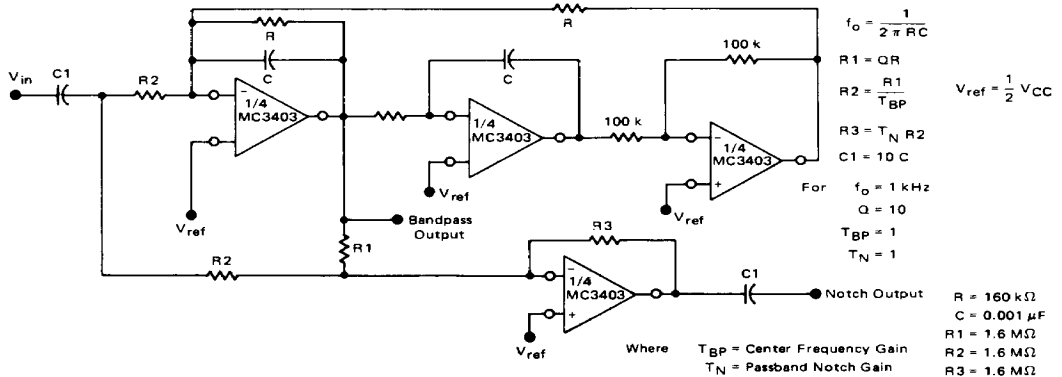 R
R
C
V_in
C1
R2
−
1/4
MC3403
V_ref
C
−
1/4
MC3403
+
V_ref
100 k
100 k
−
1/4
MC3403
+
V_ref
Bandpass
Output
R1
R2
R3
−
1/4
MC3403
+
V_ref
C1
Notch Output
f_o = 1 / 2 π RC
R1 = QR
R2 = R1 / T_BP
V_ref = 1/2 V_CC
R3 = T_N R2
C1 = 10 C
For f_o = 1 kHz
Q = 10
T_BP = 1
T_N = 1
R = 160 kΩ
C = 0.001 μF
R1 = 1.6 MΩ
R2 = 1.6 MΩ
R3 = 1.6 MΩ
Where T_BP = Center Frequency Gain
T_N = Passband Notch Gain